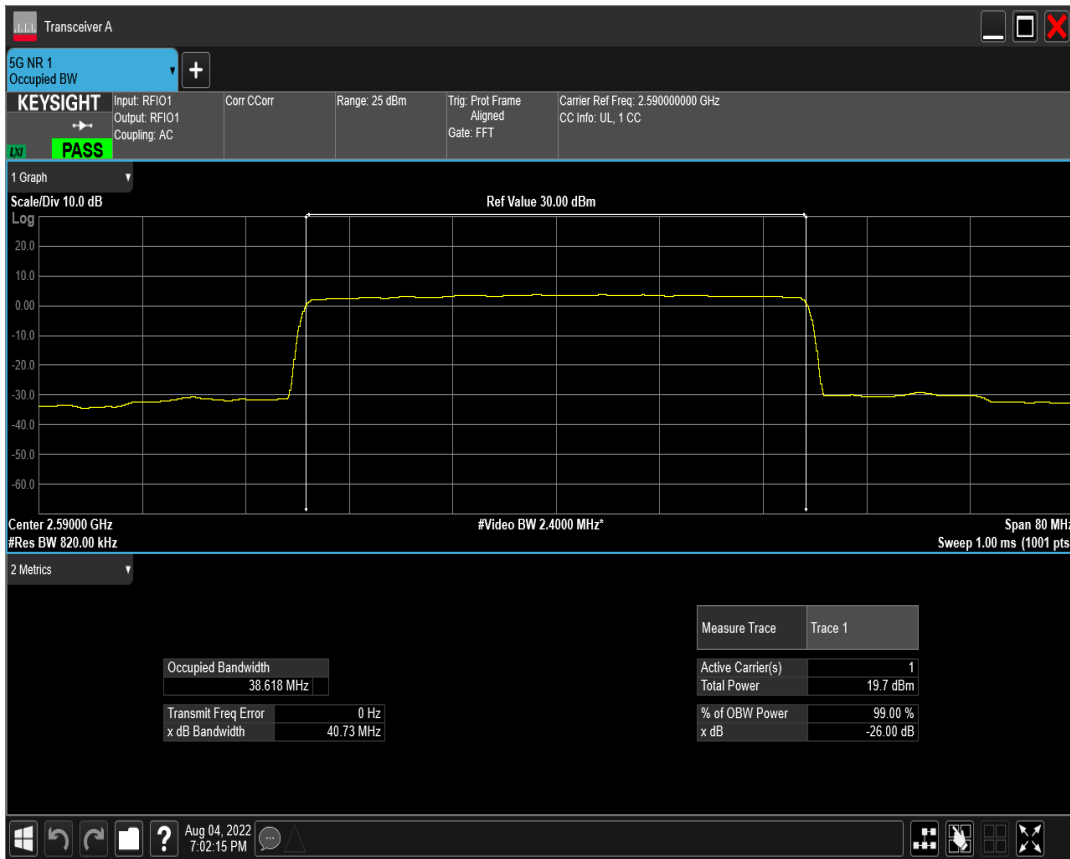 Transceiver A
5G NR 1
Occupied BW
KEYSIGHT
LXI
PASS
Input: RFIO1
Output: RFIO1
Coupling: AC
Corr CCorr
Range: 25 dBm
Trig: Prot Frame
Aligned
Gate: FFT
Carrier Ref Freq: 2.590000000 GHz
CC Info: UL, 1 CC
1 Graph
Scale/Div 10.0 dB
Ref Value 30.00 dBm
Log
20.0
10.0
0.00
-10.0
-20.0
-30.0
-40.0
-50.0
-60.0
Center 2.59000 GHz
#Video BW 2.4000 MHz*
Span 80 MHz
#Res BW 820.00 kHz
Sweep 1.00 ms (1001 pts
2 Metrics
Measure Trace Trace 1
Occupied Bandwidth
38.618 MHz
Active Carrier(s) 1
Total Power 19.7 dBm
Transmit Freq Error 0 Hz
x dB Bandwidth 40.73 MHz
% of OBW Power 99.00 %
x dB -26.00 dB
?
Aug 04, 2022
7:02:15 PM